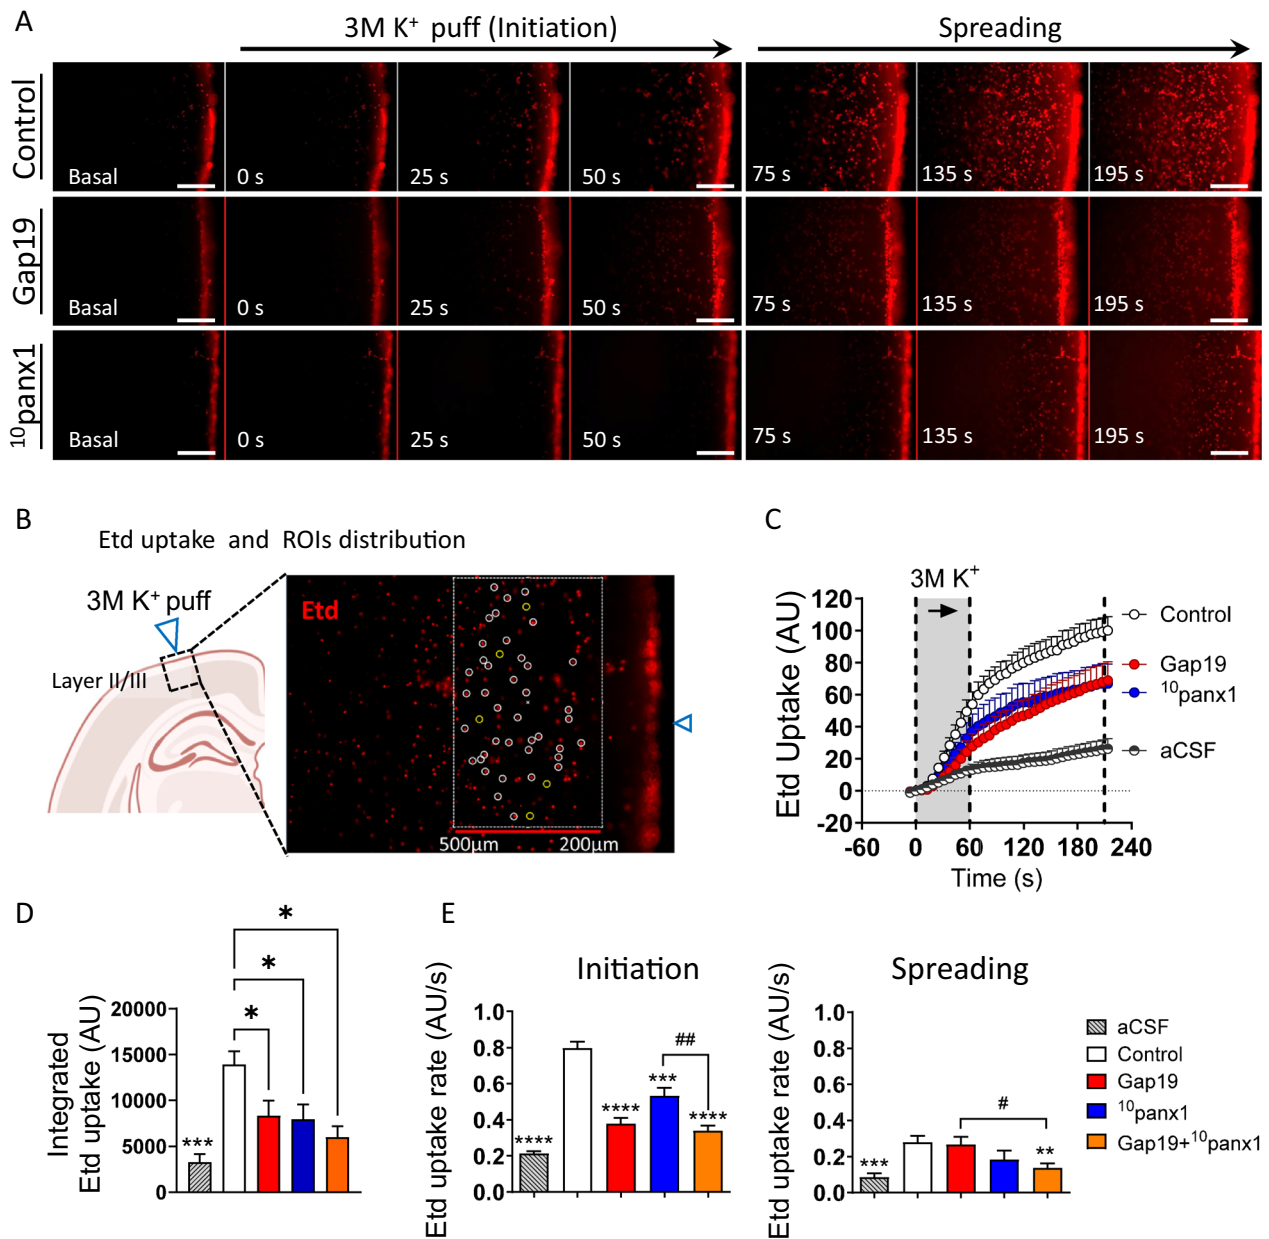 A
3M K⁺ puff (Initiation)
Spreading
Control
Basal
0 s
25 s
50 s
75 s
135 s
195 s
Gap19
Basal
0 s
25 s
50 s
75 s
135 s
195 s
¹⁰panx1
Basal
0 s
25 s
50 s
75 s
135 s
195 s
B
Etd uptake and ROIs distribution
3M K⁺ puff
Layer II/III
Etd
500µm
200µm
C
3M K⁺
Etd Uptake (AU)
120
100
80
60
40
20
0
-20
-60
0
60
120
180
240
Time (s)
Control
Gap19
¹⁰panx1
aCSF
D
Integrated
Etd uptake (AU)
20000
15000
10000
5000
0
***
*
*
*
E
Initiation
Etd uptake rate (AU/s)
1.0
0.8
0.6
0.4
0.2
0.0
****
****
***
##
****
Spreading
Etd uptake rate (AU/s)
1.0
0.8
0.6
0.4
0.2
0.0
***
#
**
aCSF
Control
Gap19
¹⁰panx1
Gap19+¹⁰panx1